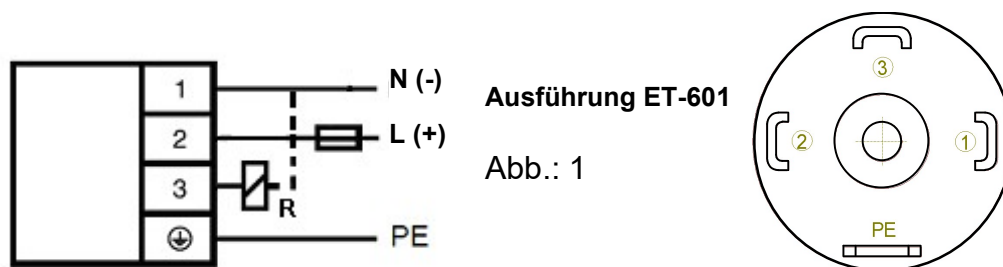 1 N (-)
2 L (+)
3
R
PE
Ausführung ET-601
Abb.: 1
③
② ①
PE